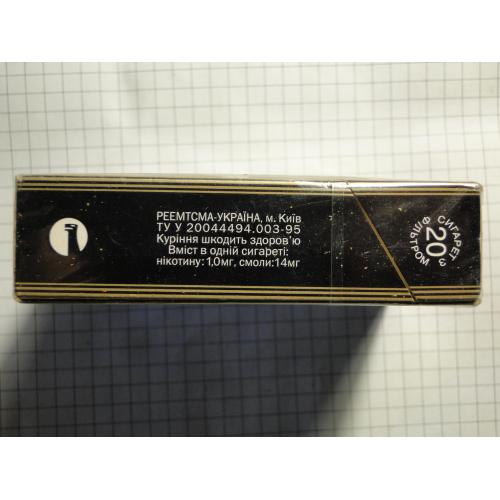 РЕЕМТСМА-УКРАЇНА, м. Київ
ТУ У 20044494.003-95
Куріння шкодить здоров'ю
Вміст в одній сигареті:
нікотину: 1,0мг, смоли: 14мг
20 СИГАРЕТ З ФІЛЬТРОМ